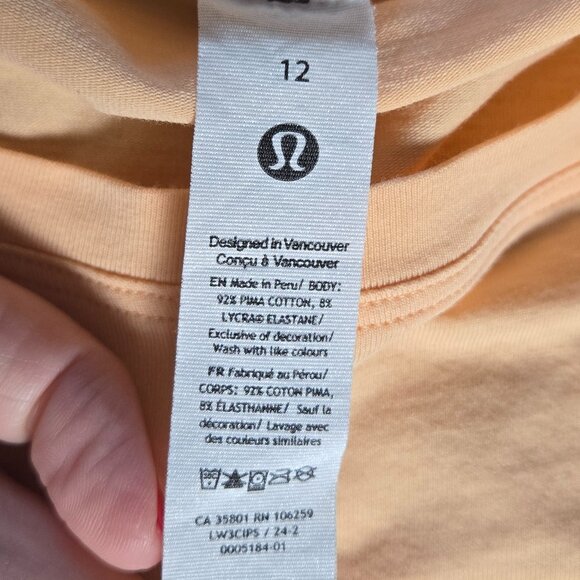 12
Designed in Vancouver
Conçu à Vancouver
EN Made in Peru/ BODY:
92% PIMA COTTON, 8%
LYCRA® ELASTANE/
Exclusive of decoration/
Wash with like colours
FR Fabriqué au Pérou/
CORPS: 92% COTON PIMA,
8% ÉLASTHANNE/ Sauf la
décoration/ Lavage avec
des couleurs similaires
CA 35801 RN 106259
LW3CIPS / 24-2
0005184-01